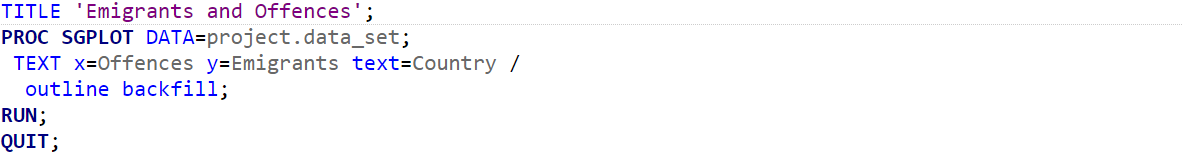 TITLE 'Emigrants and Offences';
PROC SGPLOT DATA=project.data_set;
TEXT x=Offences y=Emigrants text=Country /
outline backfill;
RUN;
QUIT;